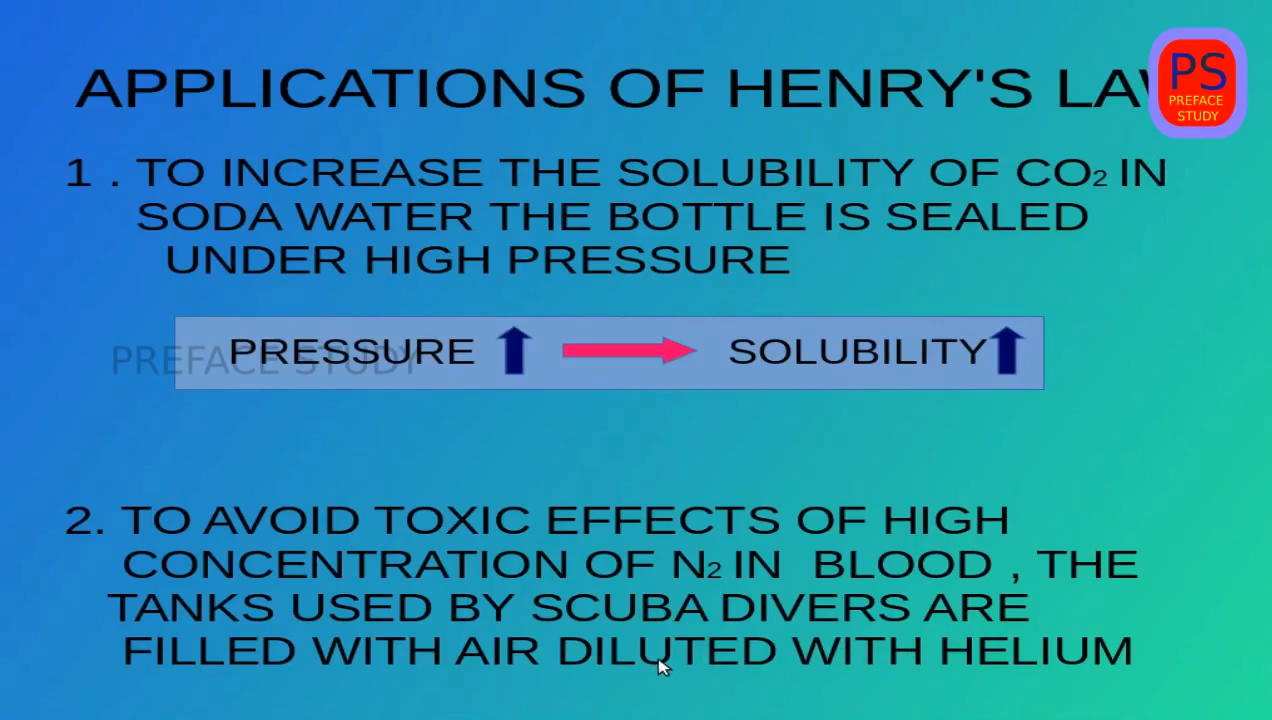 APPLICATIONS OF HENRY'S LAW
PS
PREFACE
STUDY
1 . TO INCREASE THE SOLUBILITY OF CO₂ IN
SODA WATER THE BOTTLE IS SEALED
UNDER HIGH PRESSURE
PREFACE STUDY
PRESSURE SOLUBILITY
2. TO AVOID TOXIC EFFECTS OF HIGH
CONCENTRATION OF N₂ IN BLOOD , THE
TANKS USED BY SCUBA DIVERS ARE
FILLED WITH AIR DILUTED WITH HELIUM